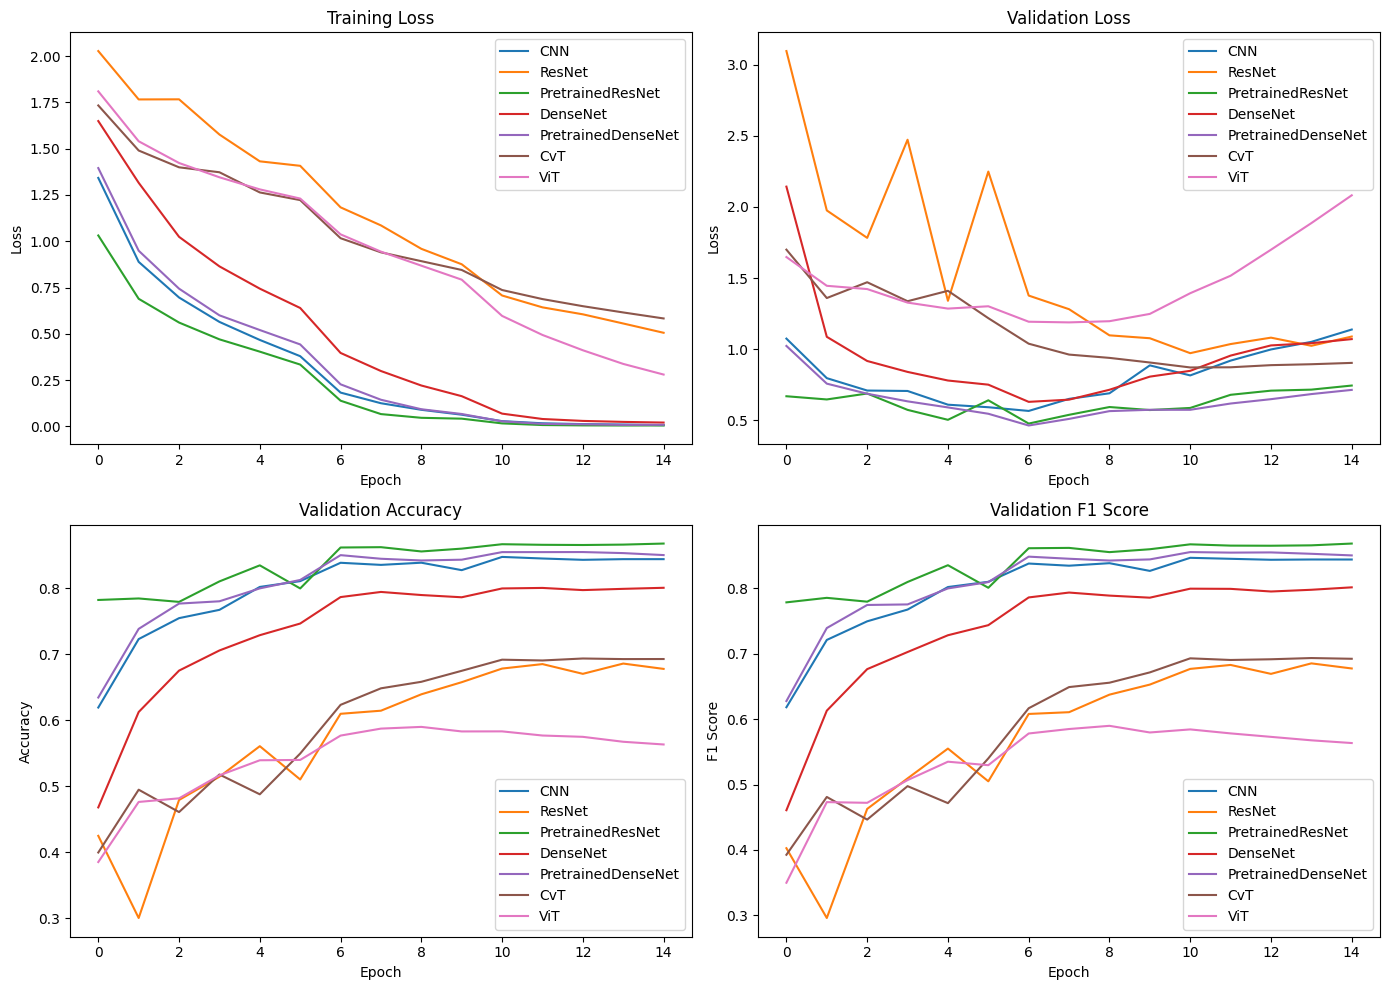 Training Loss
2.00
1.75
1.50
1.25
1.00
0.75
0.50
0.25
0.00
Loss
0 2 4 6 8 10 12 14
Epoch
CNN
ResNet
PretrainedResNet
DenseNet
PretrainedDenseNet
CvT
ViT
Validation Loss
3.0
2.5
2.0
1.5
1.0
0.5
Loss
0 2 4 6 8 10 12 14
Epoch
CNN
ResNet
PretrainedResNet
DenseNet
PretrainedDenseNet
CvT
ViT
Validation Accuracy
0.8
0.7
0.6
0.5
0.4
0.3
Accuracy
0 2 4 6 8 10 12 14
Epoch
CNN
ResNet
PretrainedResNet
DenseNet
PretrainedDenseNet
CvT
ViT
Validation F1 Score
0.8
0.7
0.6
0.5
0.4
0.3
F1 Score
0 2 4 6 8 10 12 14
Epoch
CNN
ResNet
PretrainedResNet
DenseNet
PretrainedDenseNet
CvT
ViT